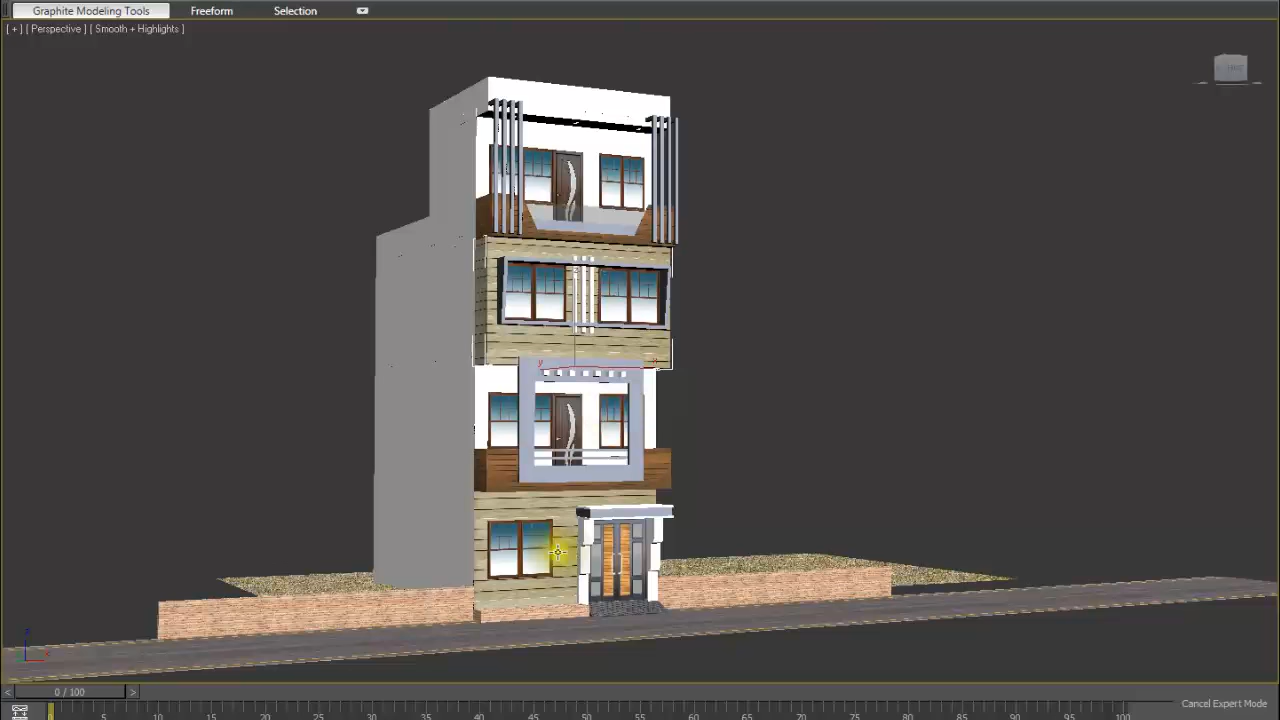 Graphite Modeling Tools Freeform Selection
[ + ] [ Perspective ] [ Smooth + Highlights ]
y
x
z
x
< 0 / 100 >
Cancel Expert Mode
5 10 15 20 25 30 35 40 45 50 55 60 65 70 75 80 85 90 95 100